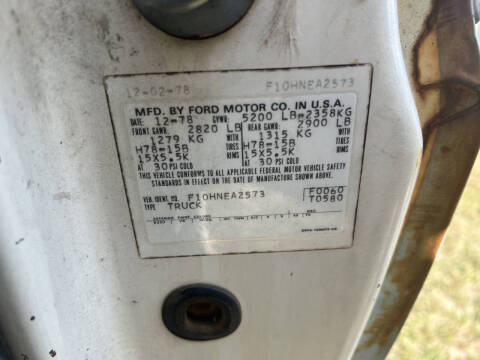 12-02-78 F10HNEA2573
MFD. BY FORD MOTOR CO. IN U.S.A.
DATE: 12-78 GVWR: 5200 LB=2358KG
FRONT GAWR: 2820 LB REAR GAWR: 2900 LB
1279 KG WITH 1315 KG WITH
H78-15B TIRES H78-15B TIRES
15X5.5K RIMS 15X5.5K RIMS
AT 30 PSI COLD AT 30 PSI COLD
THIS VEHICLE CONFORMS TO ALL APPLICABLE FEDERAL MOTOR VEHICLE SAFETY
STANDARDS IN EFFECT ON THE DATE OF MANUFACTURE SHOWN ABOVE.
VEH. IDENT NO. F10HNEA2573 F0060
TYPE TRUCK T0580